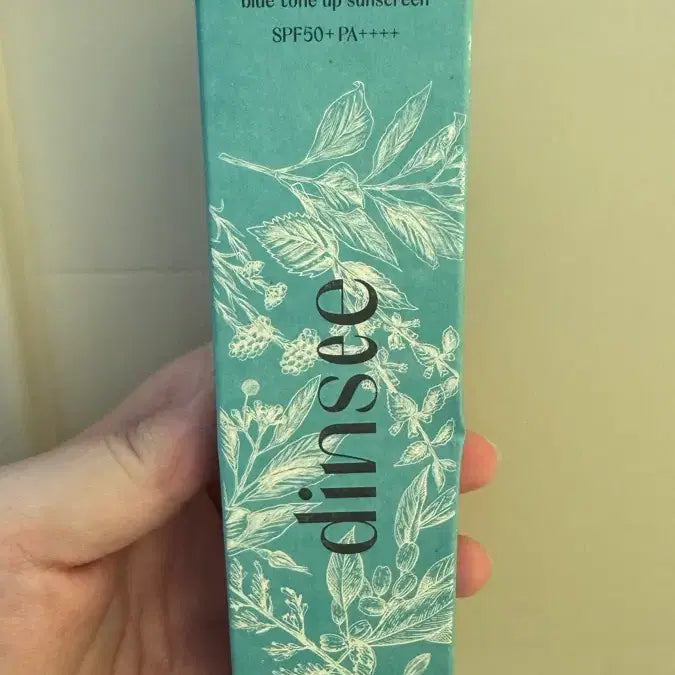 blue tone up sunscreen
SPF50+ PA++++
dinsee